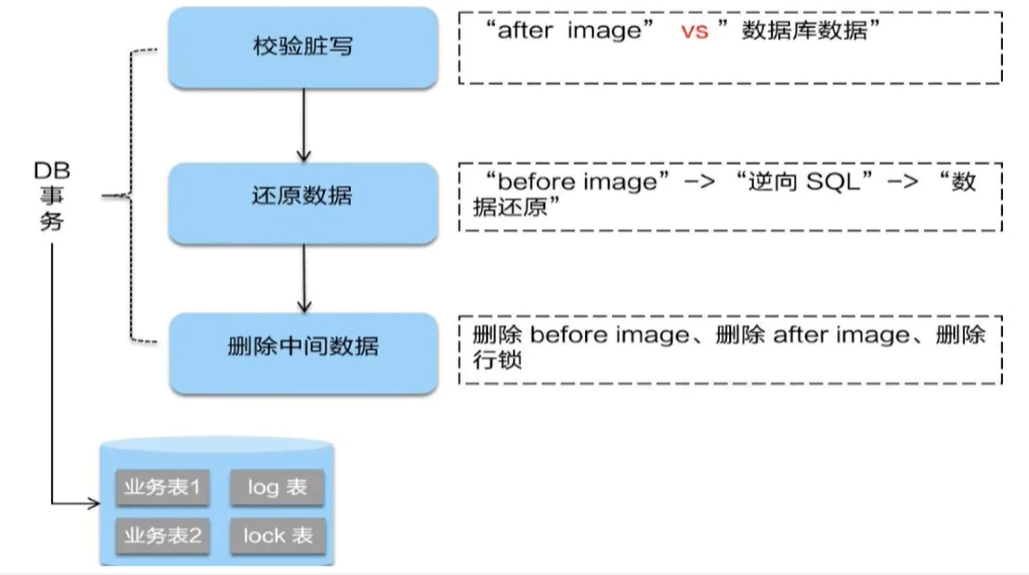 校验脏写
“after image” vs ” 数据库数据”
DB
事
务
还原数据
“before image” –> “逆向 SQL” –> “数
据还原”
删除中间数据
删除 before image、删除 after image、删除
行锁
业务表1
log 表
业务表2
lock 表